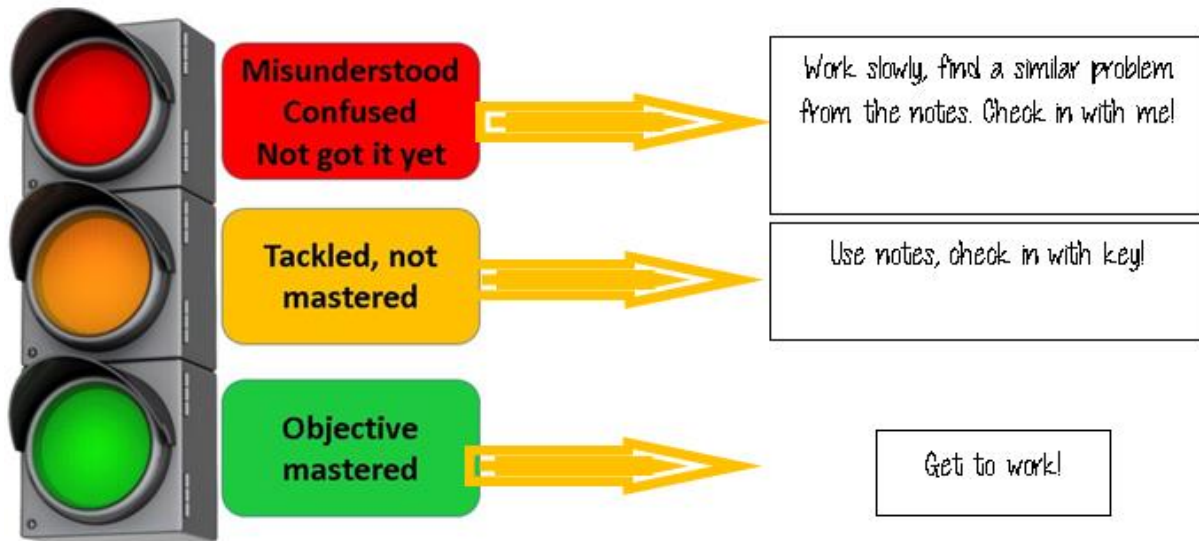 Misunderstood
Confused
Not got it yet
Work slowly, find a similar problem
from the notes. Check in with me!
Tackled, not
mastered
Use notes, check in with key!
Objective
mastered
Get to work!